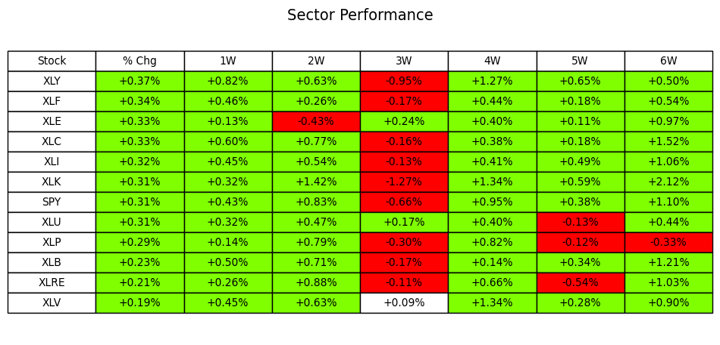 Sector Performance
Stock % Chg 1W 2W 3W 4W 5W 6W
XLY +0.37% +0.82% +0.63% -0.95% +1.27% +0.65% +0.50%
XLF +0.34% +0.46% +0.26% -0.17% +0.44% +0.18% +0.54%
XLE +0.33% +0.13% -0.43% +0.24% +0.40% +0.11% +0.97%
XLC +0.33% +0.60% +0.77% -0.16% +0.38% +0.18% +1.52%
XLI +0.32% +0.45% +0.54% -0.13% +0.41% +0.49% +1.06%
XLK +0.31% +0.32% +1.42% -1.27% +1.34% +0.59% +2.12%
SPY +0.31% +0.43% +0.83% -0.66% +0.95% +0.38% +1.10%
XLU +0.31% +0.32% +0.47% +0.17% +0.40% -0.13% +0.44%
XLP +0.29% +0.14% +0.79% -0.30% +0.82% -0.12% -0.33%
XLB +0.23% +0.50% +0.71% -0.17% +0.14% +0.34% +1.21%
XLRE +0.21% +0.26% +0.88% -0.11% +0.66% -0.54% +1.03%
XLV +0.19% +0.45% +0.63% +0.09% +1.34% +0.28% +0.90%